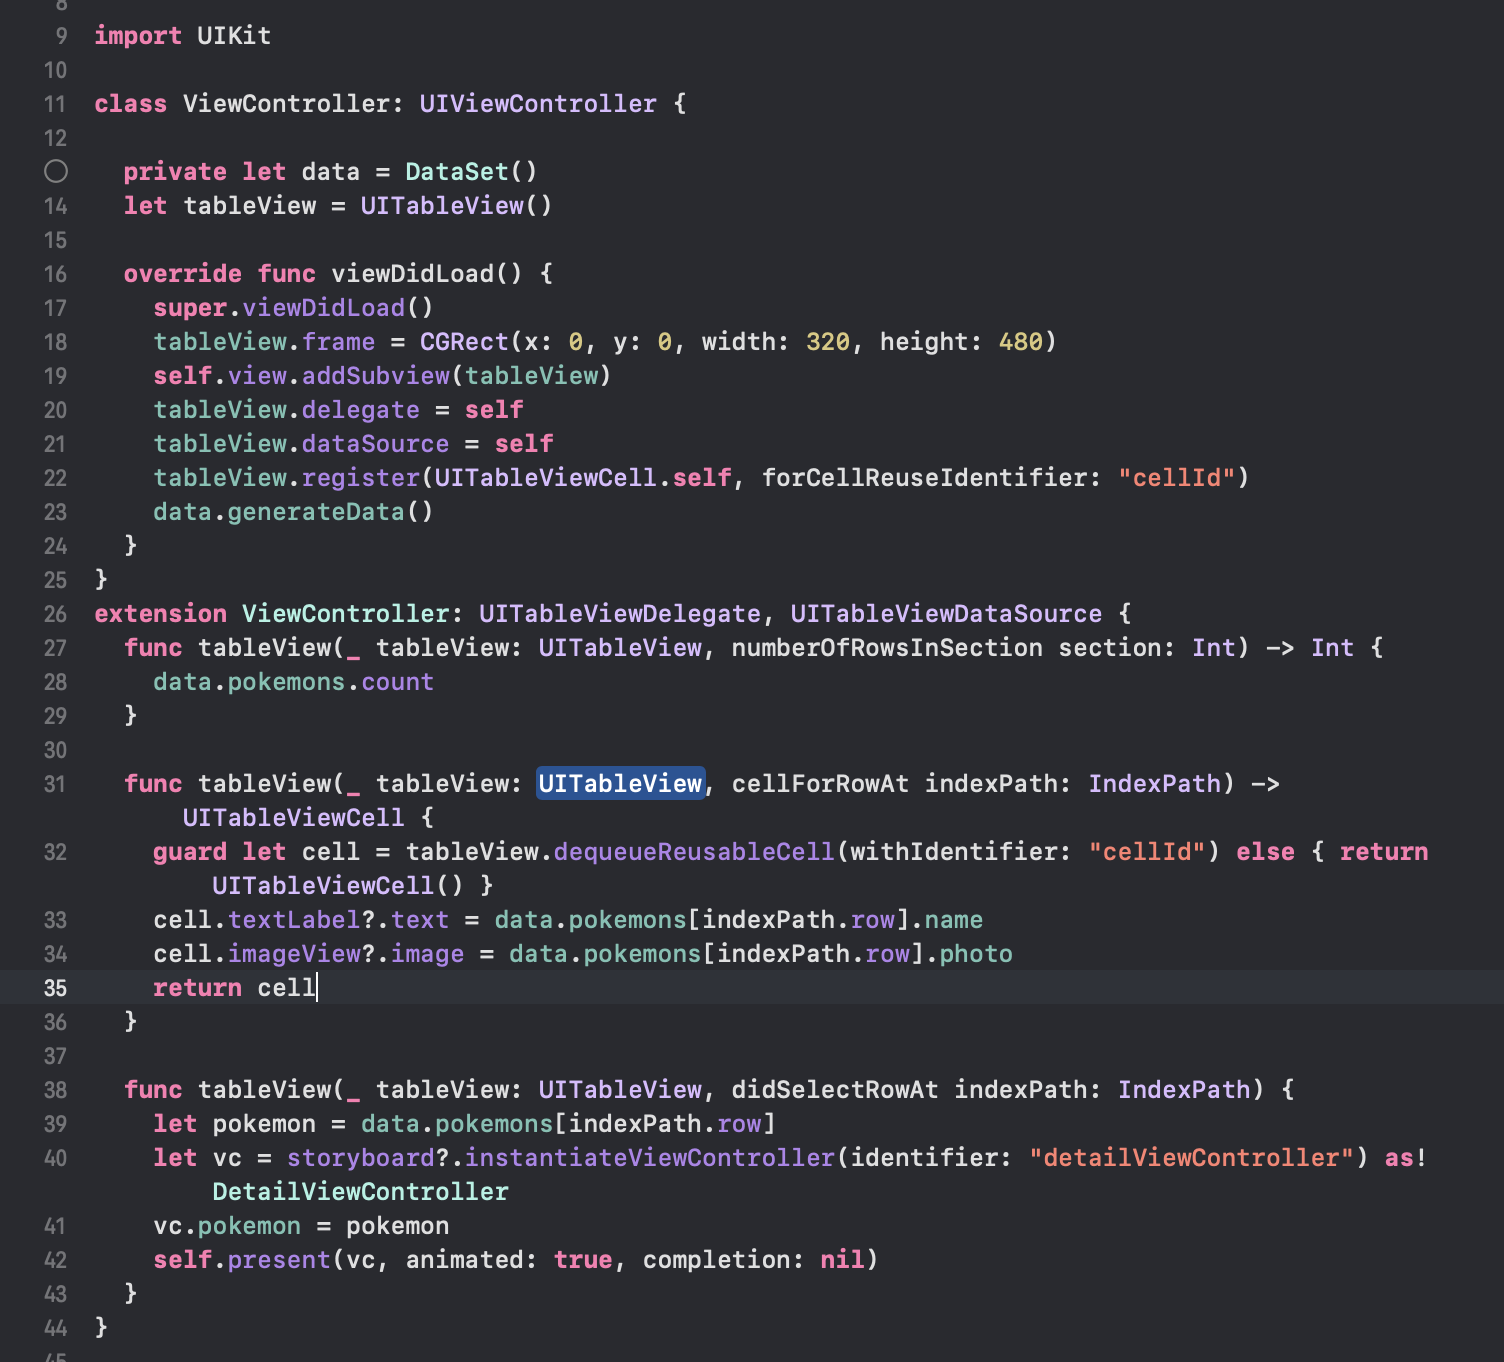 8
9 import UIKit
10
11 class ViewController: UIViewController {
12
private let data = DataSet()
14 let tableView = UITableView()
15
16 override func viewDidLoad() {
17 super.viewDidLoad()
18 tableView.frame = CGRect(x: 0, y: 0, width: 320, height: 480)
19 self.view.addSubview(tableView)
20 tableView.delegate = self
21 tableView.dataSource = self
22 tableView.register(UITableViewCell.self, forCellReuseIdentifier: "cellId")
23 data.generateData()
24 }
25 }
26 extension ViewController: UITableViewDelegate, UITableViewDataSource {
27 func tableView(_ tableView: UITableView, numberOfRowsInSection section: Int) -> Int {
28 data.pokemons.count
29 }
30
31 func tableView(_ tableView: UITableView, cellForRowAt indexPath: IndexPath) ->
UITableViewCell {
32 guard let cell = tableView.dequeueReusableCell(withIdentifier: "cellId") else { return
UITableViewCell() }
33 cell.textLabel?.text = data.pokemons[indexPath.row].name
34 cell.imageView?.image = data.pokemons[indexPath.row].photo
35 return cell
36 }
37
38 func tableView(_ tableView: UITableView, didSelectRowAt indexPath: IndexPath) {
39 let pokemon = data.pokemons[indexPath.row]
40 let vc = storyboard?.instantiateViewController(identifier: "detailViewController") as!
DetailViewController
41 vc.pokemon = pokemon
42 self.present(vc, animated: true, completion: nil)
43 }
44 }
45